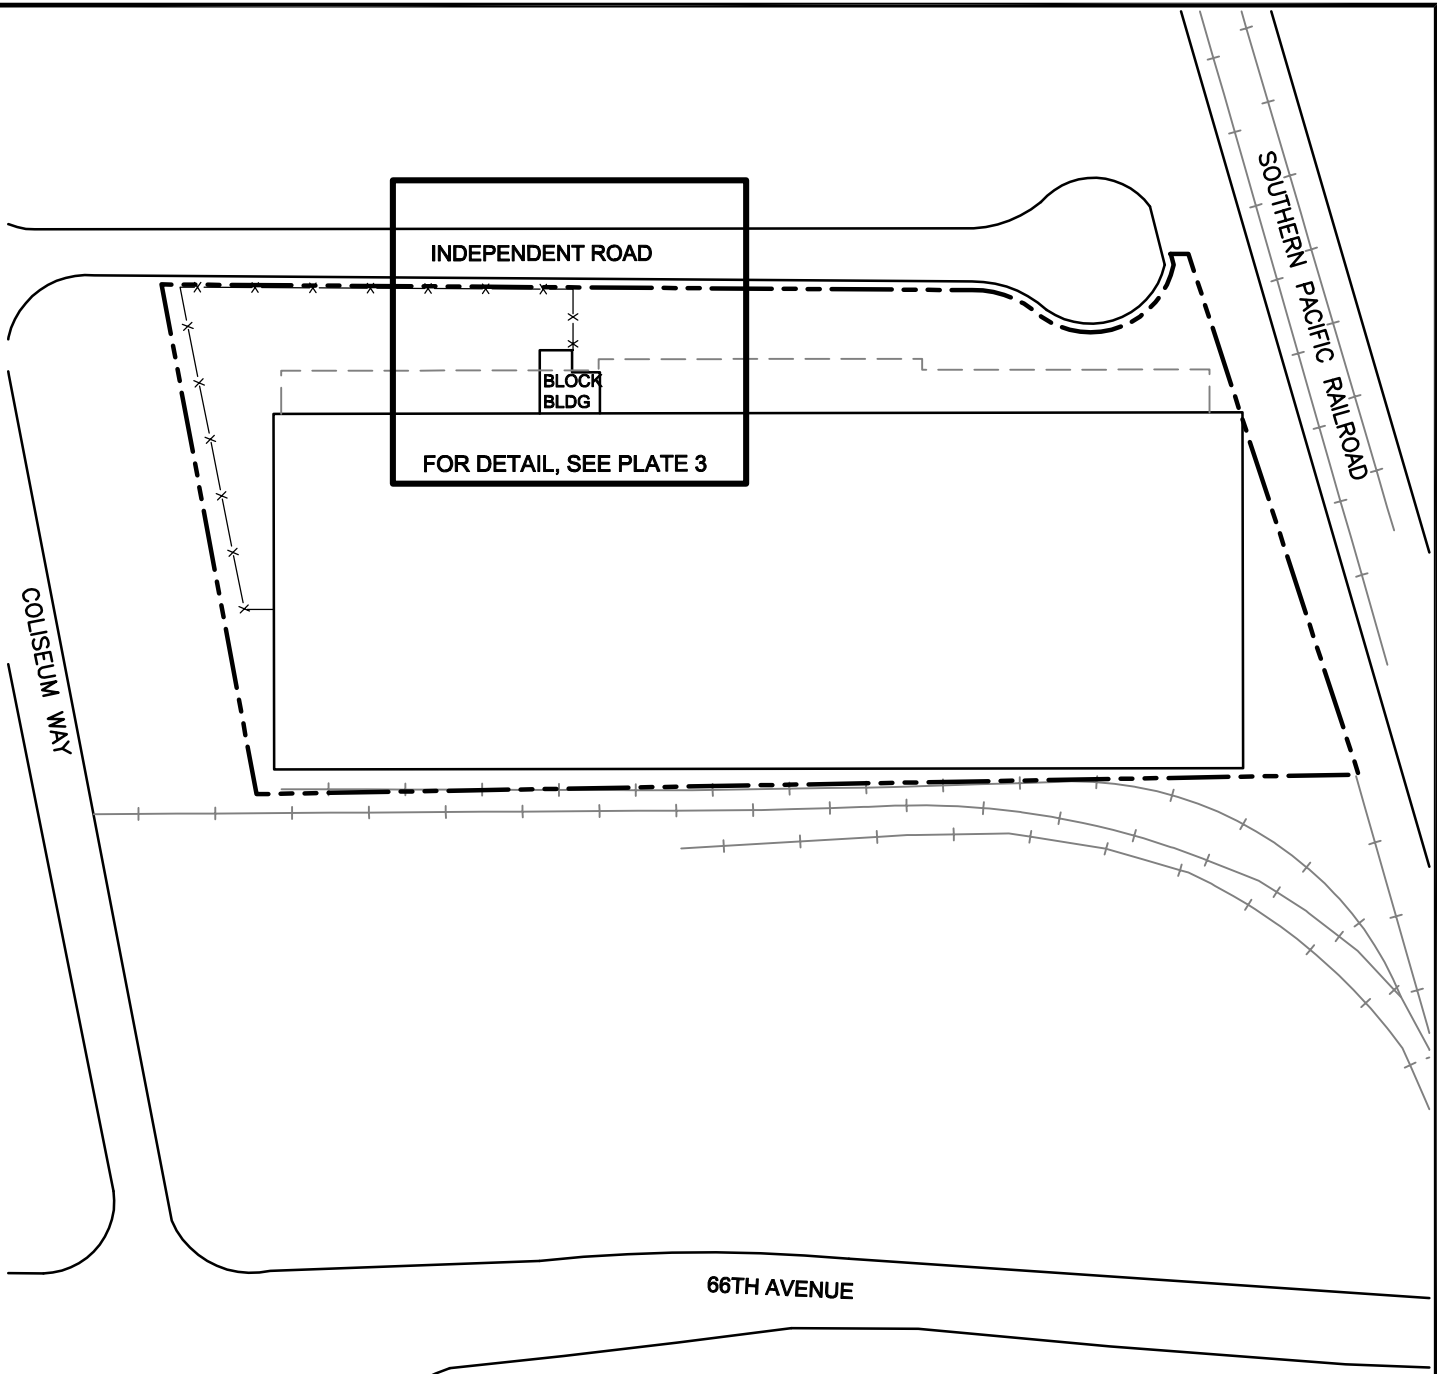 SOUTHERN PACIFIC RAILROAD
INDEPENDENT ROAD
BLOCK
BLDG
FOR DETAIL, SEE PLATE 3
COLISEUM WAY
66TH AVENUE